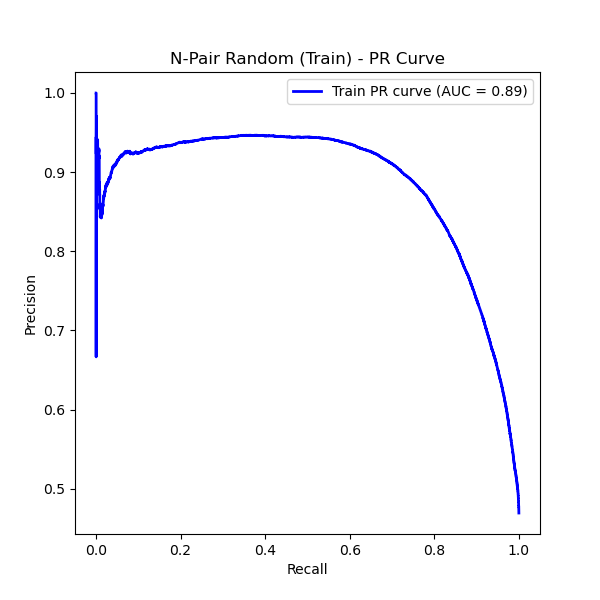 N-Pair Random (Train) - PR Curve
Train PR curve (AUC = 0.89)
1.0
0.9
0.8
0.7
0.6
0.5
Precision
0.0 0.2 0.4 0.6 0.8 1.0
Recall